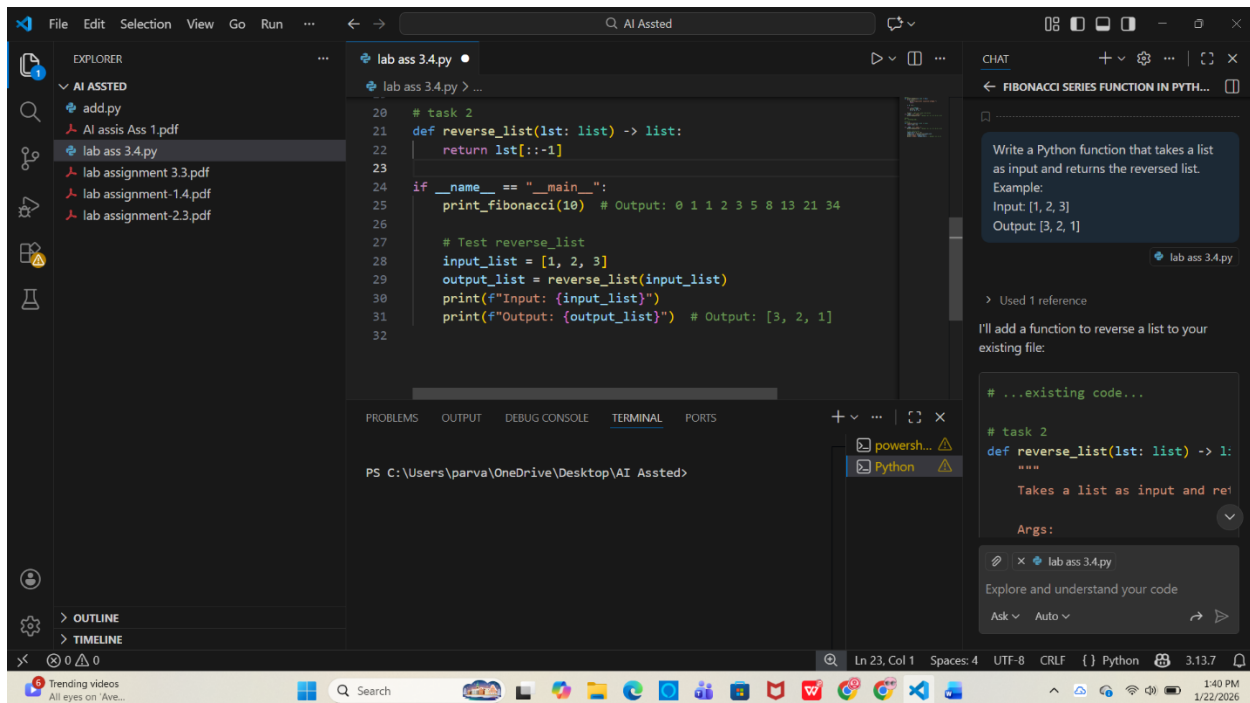 File Edit Selection View Go Run ··· AI Assted
EXPLORER ···
AI ASSTED
add.py
AI assis Ass 1.pdf
lab ass 3.4.py
lab assignment 3.3.pdf
lab assignment-1.4.pdf
lab assignment-2.3.pdf
OUTLINE
TIMELINE
lab ass 3.4.py
lab ass 3.4.py > ...
20 # task 2
21 def reverse_list(lst: list) -> list:
22 return lst[::-1]
23
24 if __name__ == "__main__":
25 print_fibonacci(10) # Output: 0 1 1 2 3 5 8 13 21 34
26
27 # Test reverse_list
28 input_list = [1, 2, 3]
29 output_list = reverse_list(input_list)
30 print(f"Input: {input_list}")
31 print(f"Output: {output_list}") # Output: [3, 2, 1]
32
PROBLEMS OUTPUT DEBUG CONSOLE TERMINAL PORTS
PS C:\Users\parva\OneDrive\Desktop\AI Assted>
powersh...
Python
CHAT
FIBONACCI SERIES FUNCTION IN PYTH...
Write a Python function that takes a list
as input and returns the reversed list.
Example:
Input: [1, 2, 3]
Output: [3, 2, 1]
lab ass 3.4.py
> Used 1 reference
I'll add a function to reverse a list to your
existing file:
# ...existing code...
# task 2
def reverse_list(lst: list) -> l
"""
Takes a list as input and ret
Args:
lab ass 3.4.py
Explore and understand your code
Ask Auto
0 0 Ln 23, Col 1 Spaces: 4 UTF-8 CRLF { } Python 3.13.7
6 Trending videos
All eyes on 'Ave...
Search
1:40 PM
1/22/2026